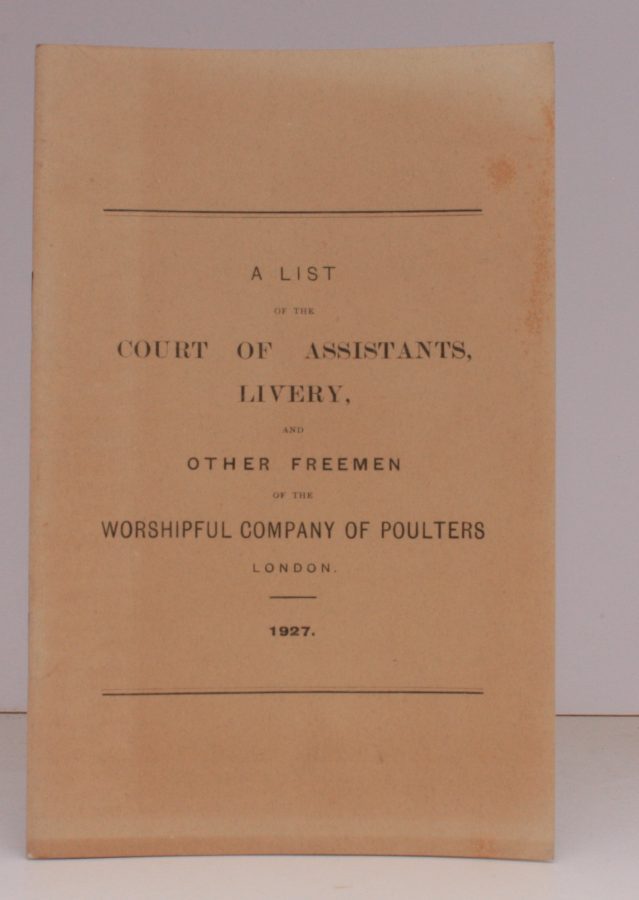 A LIST
OF THE
COURT OF ASSISTANTS,
LIVERY,
AND
OTHER FREEMEN
OF THE
WORSHIPFUL COMPANY OF POULTERS
LONDON.
1927.